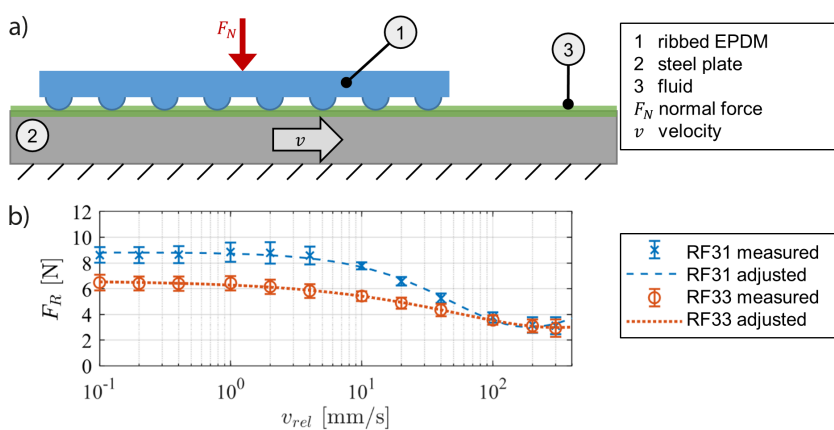 a)
F_N
1
3
2
v
1 ribbed EPDM
2 steel plate
3 fluid
F_N normal force
v velocity
b)
12
10
8
6
4
2
0
F_R [N]
10^-1
10^0
10^1
10^2
v_rel [mm/s]
RF31 measured
RF31 adjusted
RF33 measured
RF33 adjusted